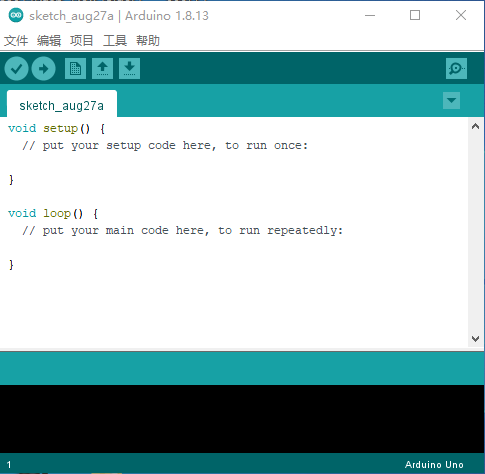 sketch_aug27a | Arduino 1.8.13
文件 编辑 项目 工具 帮助
sketch_aug27a
void setup() {
  // put your setup code here, to run once:
}
void loop() {
  // put your main code here, to run repeatedly:
}
1 Arduino Uno